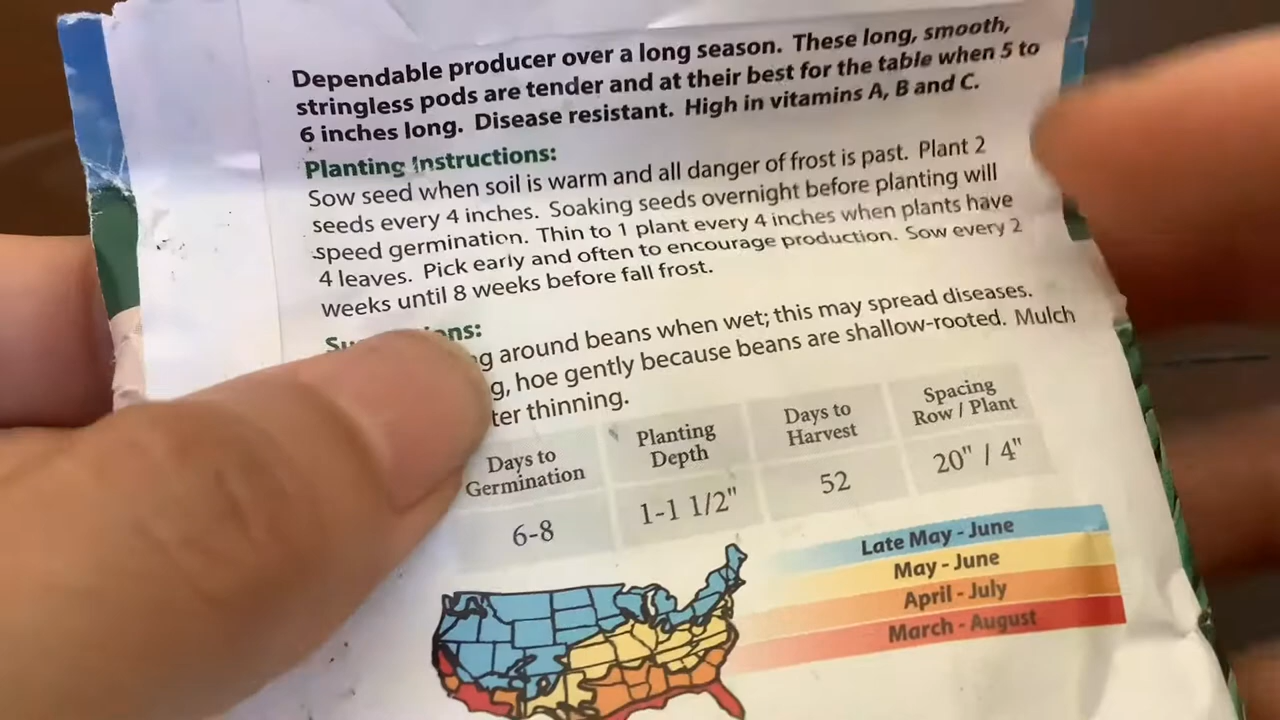 Dependable producer over a long season. These long, smooth,
stringless pods are tender and at their best for the table when 5 to
6 inches long. Disease resistant. High in vitamins A, B and C.
Planting Instructions:
Sow seed when soil is warm and all danger of frost is past. Plant 2
seeds every 4 inches. Soaking seeds overnight before planting will
speed germination. Thin to 1 plant every 4 inches when plants have
4 leaves. Pick early and often to encourage production. Sow every 2
weeks until 8 weeks before fall frost.
around beans when wet; this may spread diseases.
hoe gently because beans are shallow-rooted. Mulch
thinning.
Days to
Germination
6-8
Planting
Depth
1-1 1/2"
Days to
Harvest
52
Spacing
Row / Plant
20" / 4"
Late May - June
May - June
April - July
March - August